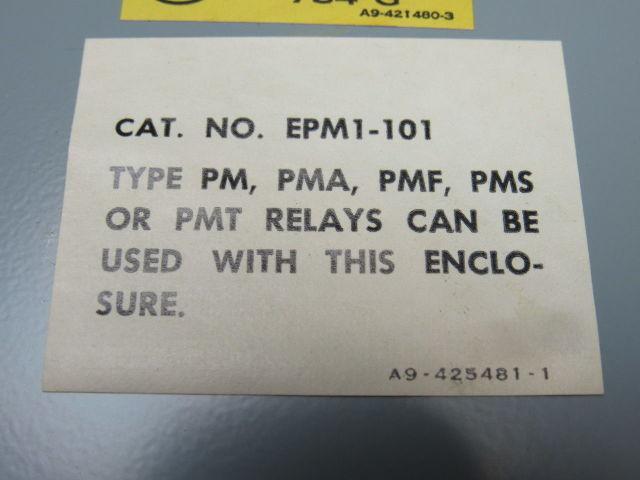 A9-421480-3
CAT. NO. EPM1-101
TYPE PM, PMA, PMF, PMS
OR PMT RELAYS CAN BE
USED WITH THIS ENCLO-
SURE.
A9-425481-1